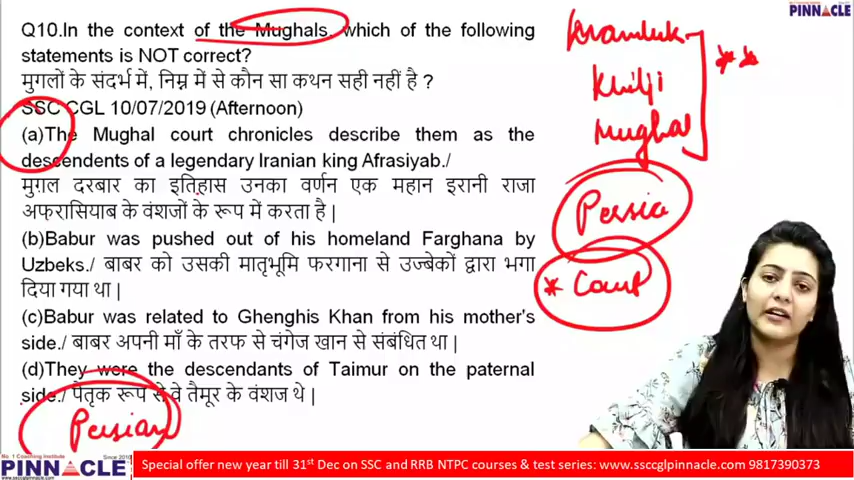 PINNACLE
Q10.In the context of the Mughals, which of the following
statements is NOT correct?
मुगलों के संदर्भ में, निम्न में से कौन सा कथन सही नहीं है ?
SSC CGL 10/07/2019 (Afternoon)
(a)The Mughal court chronicles describe them as the
descendents of a legendary Iranian king Afrasiyab./
मुग़ल दरबार का इतिहास उनका वर्णन एक महान इरानी राजा
अफ़रासियाब के वंशजों के रूप में करता है |
(b)Babur was pushed out of his homeland Farghana by
Uzbeks./ बाबर को उसकी मातृभूमि फरगाना से उज्बेकों द्वारा भगा
दिया गया था |
(c)Babur was related to Ghenghis Khan from his mother's
side./ बाबर अपनी माँ के तरफ से चंगेज खान से संबंधित था |
(d)They were the descendants of Taimur on the paternal
side./ पैतृक रूप से वे तैमूर के वंशज थे |
Khilji
Mughal
Persia
* Court
Persian
No. 1 Coaching Institute Since 2010
PINNACLE
Special offer new year till 31st Dec on SSC and RRB NTPC courses & test series: www.ssccglpinnacle.com 9817390373